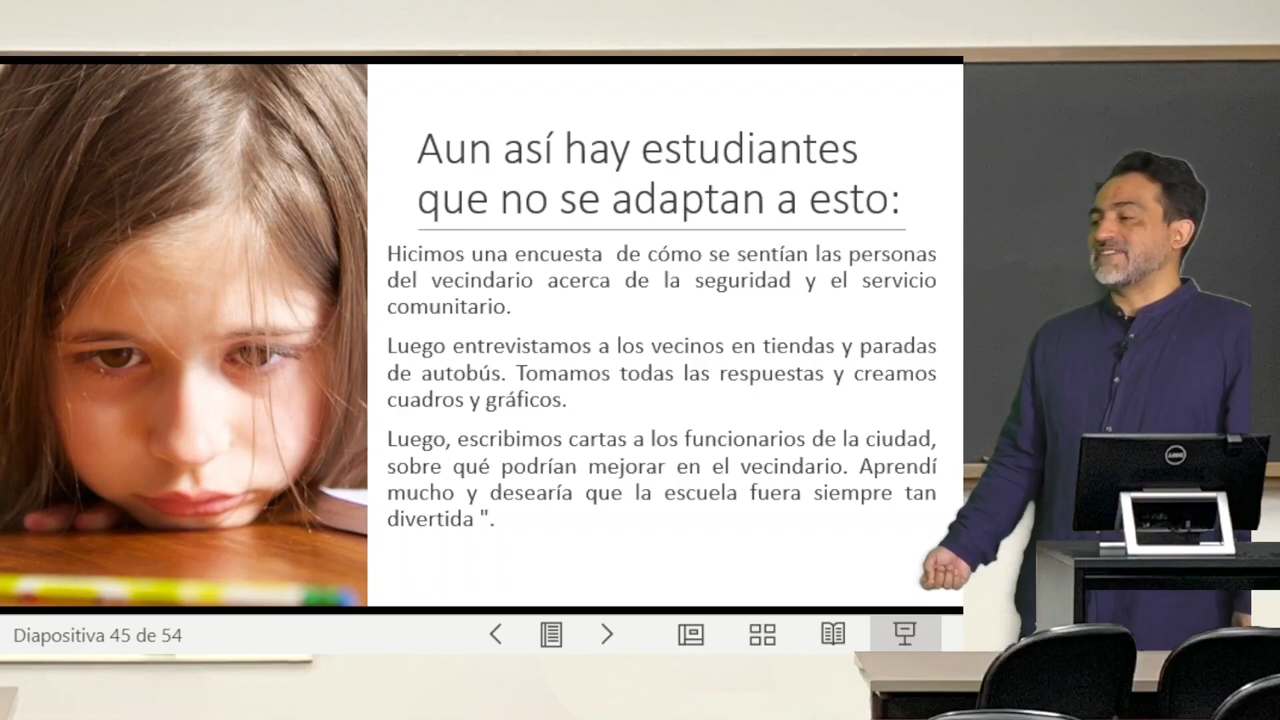 Aun así hay estudiantes
que no se adaptan a esto:
Hicimos una encuesta de cómo se sentían las personas
del vecindario acerca de la seguridad y el servicio
comunitario.
Luego entrevistamos a los vecinos en tiendas y paradas
de autobús. Tomamos todas las respuestas y creamos
cuadros y gráficos.
Luego, escribimos cartas a los funcionarios de la ciudad,
sobre qué podrían mejorar en el vecindario. Aprendí
mucho y desearía que la escuela fuera siempre tan
divertida ".
Diapositiva 45 de 54
DELL